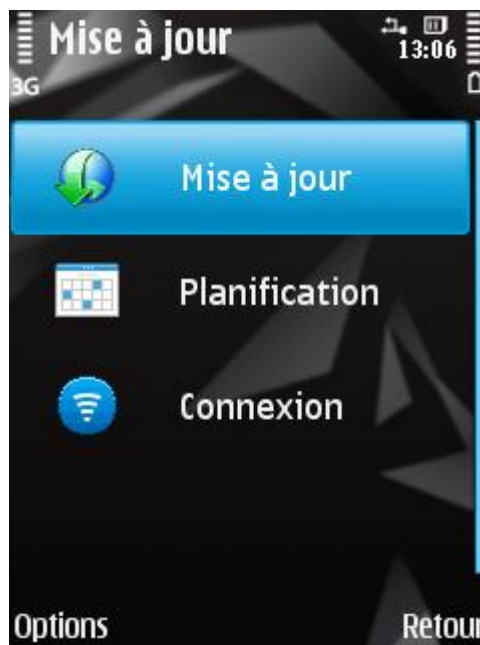 Mise à jour
13:06
3G
Mise à jour
Planification
Connexion
Options Retour